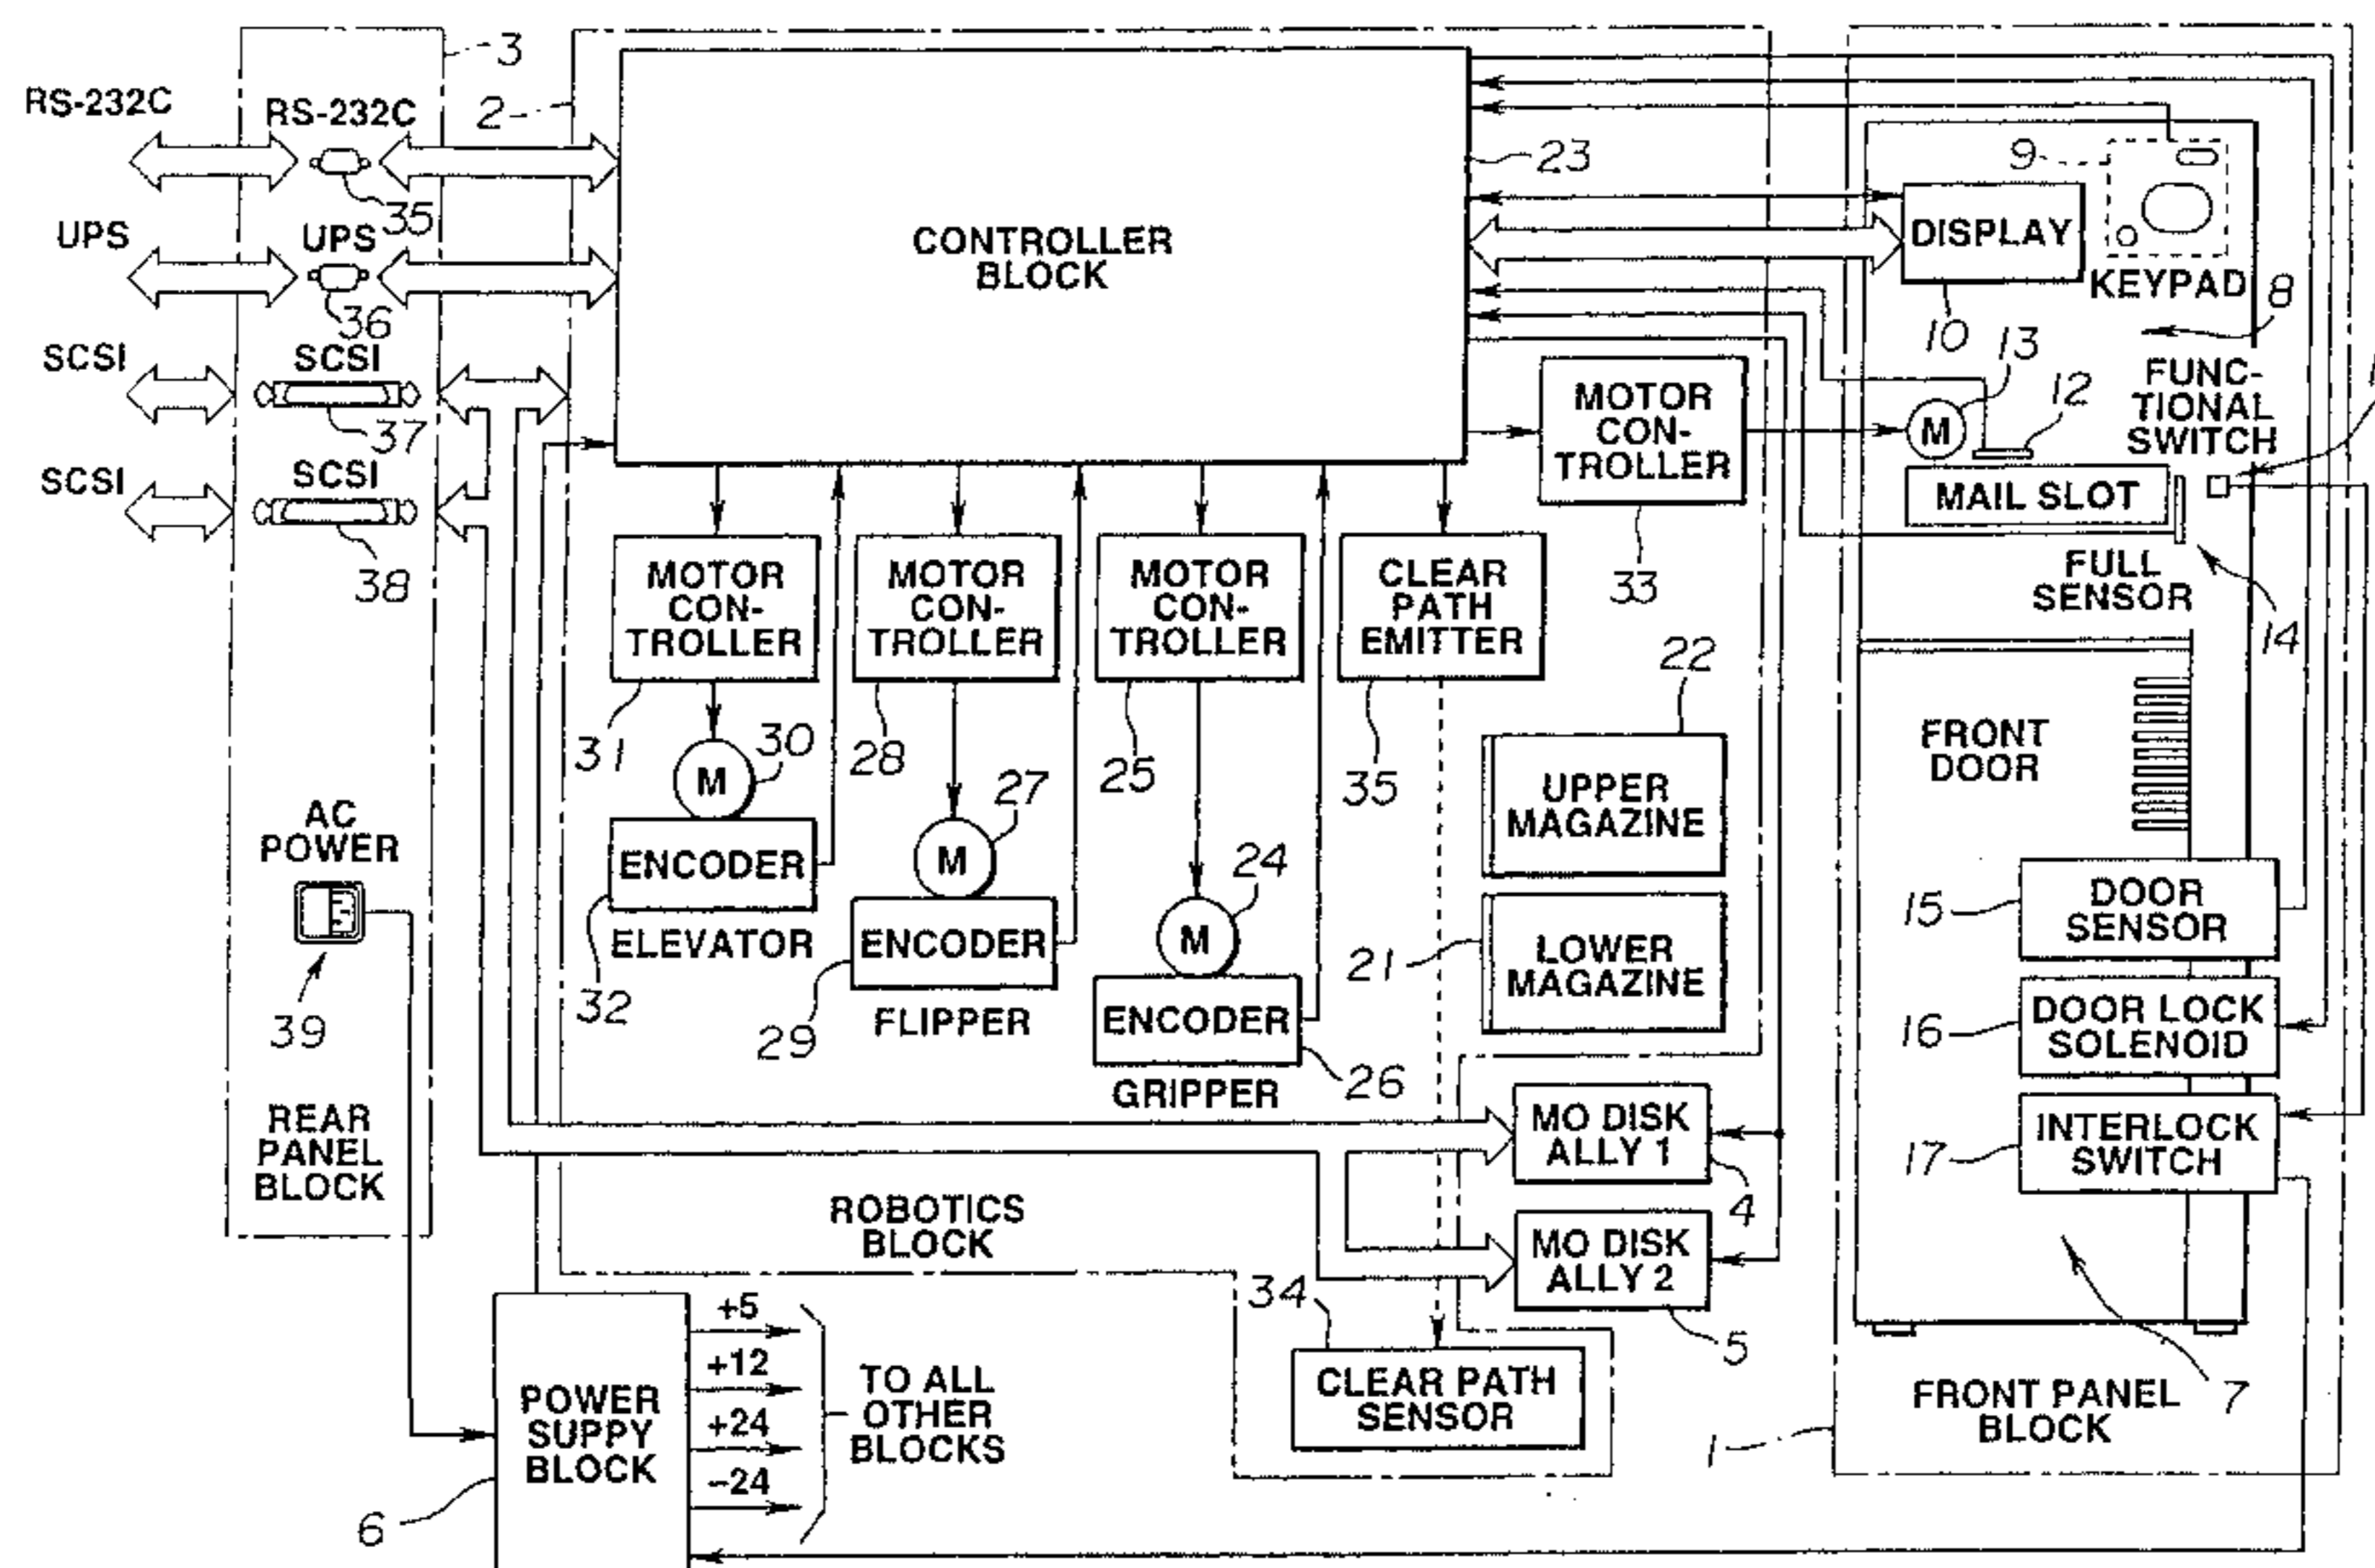 3
RS-232C
RS-232C
2
35
UPS
UPS
36
SCSI
SCSI
37
SCSI
SCSI
38
CONTROLLER
BLOCK
23
9
DISPLAY
KEYPAD
10
8
13
12
FUNC-
TIONAL
SWITCH
M
MAIL SLOT
FULL
SENSOR
14
MOTOR
CON-
TROLLER
33
MOTOR
CON-
TROLLER
31
MOTOR
CON-
TROLLER
28
MOTOR
CON-
TROLLER
25
CLEAR
PATH
EMITTER
35
M
30
ENCODER
32
ELEVATOR
M
27
ENCODER
29
FLIPPER
M
24
ENCODER
26
GRIPPER
22
UPPER
MAGAZINE
21
LOWER
MAGAZINE
FRONT
DOOR
15
DOOR
SENSOR
16
DOOR LOCK
SOLENOID
17
INTERLOCK
SWITCH
AC
POWER
39
REAR
PANEL
BLOCK
ROBOTICS
BLOCK
MO DISK
ALLY 1
4
MO DISK
ALLY 2
5
34
CLEAR PATH
SENSOR
7
FRONT PANEL
BLOCK
1
POWER
SUPPY
BLOCK
6
+5
+12
+24
−24
TO ALL
OTHER
BLOCKS